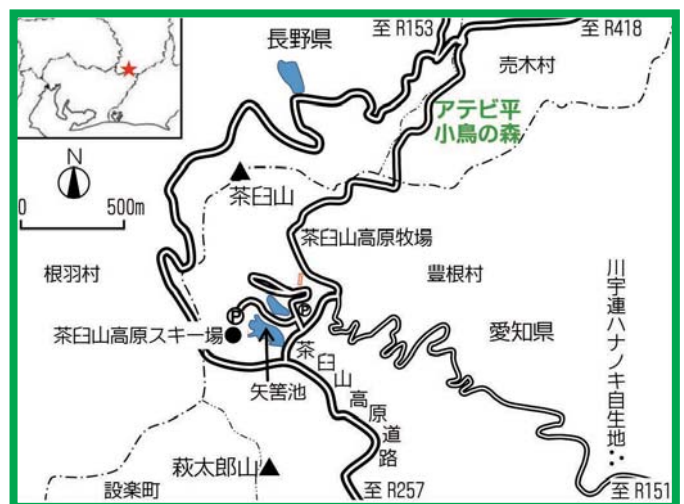 長野県
至 R153
至 R418
売木村
アテビ平
小鳥の森
N
0 500m
茶臼山
茶臼山高原牧場
根羽村
豊根村
川宇連ハナノキ自生地
愛知県
P
P
茶臼山高原スキー場
矢筈池
茶臼山高原道路
萩太郎山
設楽町
至 R257
至 R151